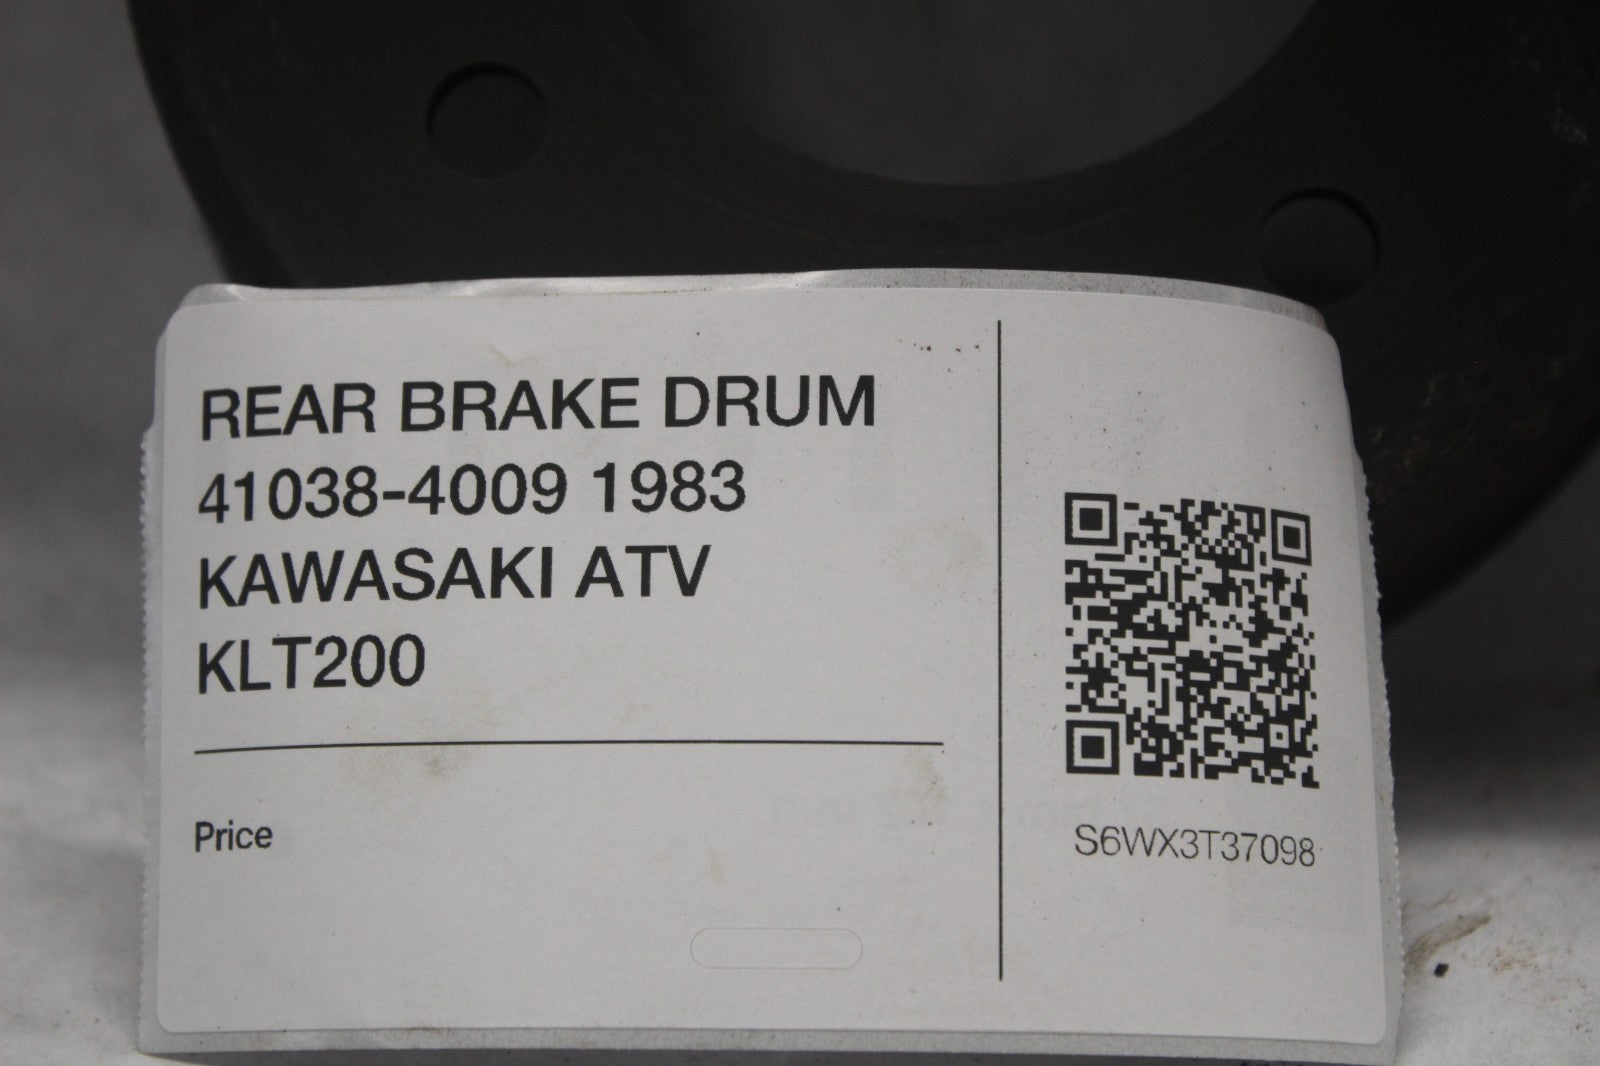 REAR BRAKE DRUM
41038-4009 1983
KAWASAKI ATV
KLT200
Price
S6WX3T37098